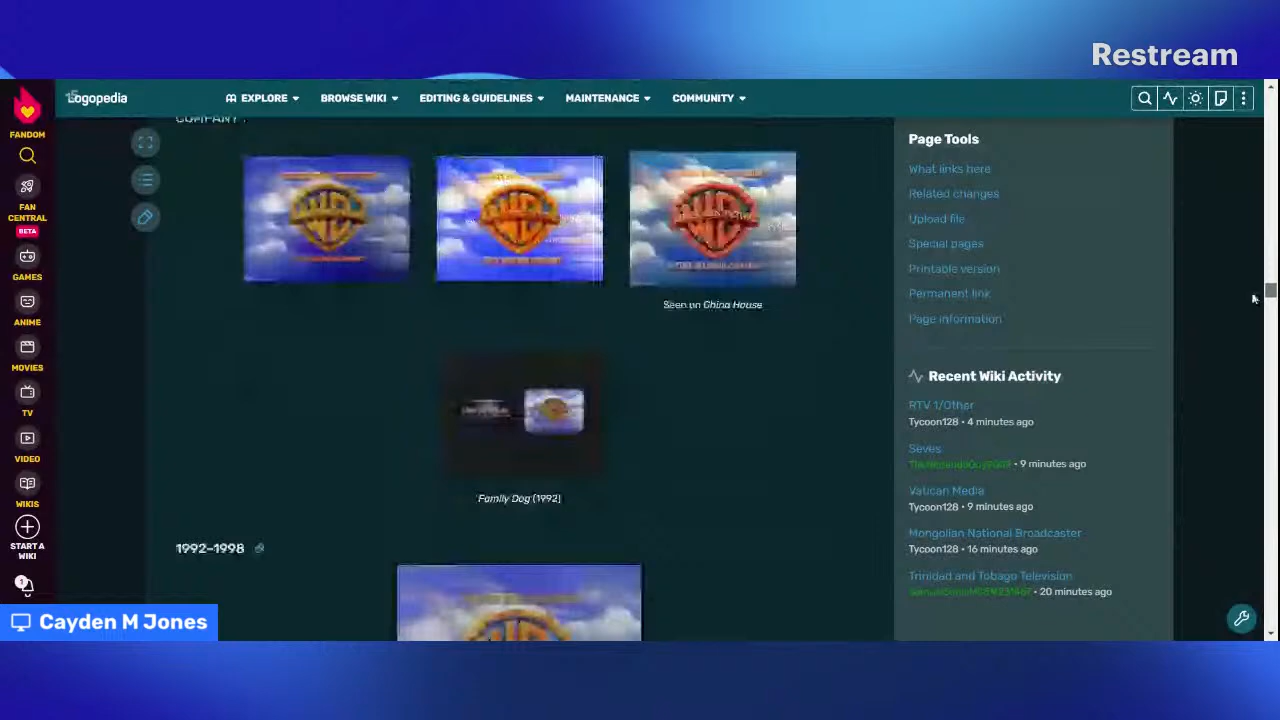 Restream
Logopedia
EXPLORE
BROWSE WIKI
EDITING & GUIDELINES
MAINTENANCE
COMMUNITY
FANDOM
FAN
CENTRAL
BETA
GAMES
ANIME
MOVIES
TV
VIDEO
WIKIS
START A
WIKI
1
COMPANY".
Seen on China House
Family Dog (1992)
1992–1998
Page Tools
What links here
Related changes
Upload file
Special pages
Printable version
Permanent link
Page information
Recent Wiki Activity
RTV 1/Other
Tycoon128 • 4 minutes ago
Seves
• 9 minutes ago
Vatican Media
Tycoon128 • 9 minutes ago
Mongolian National Broadcaster
Tycoon128 • 16 minutes ago
Trinidad and Tobago Television
• 20 minutes ago
Cayden M Jones